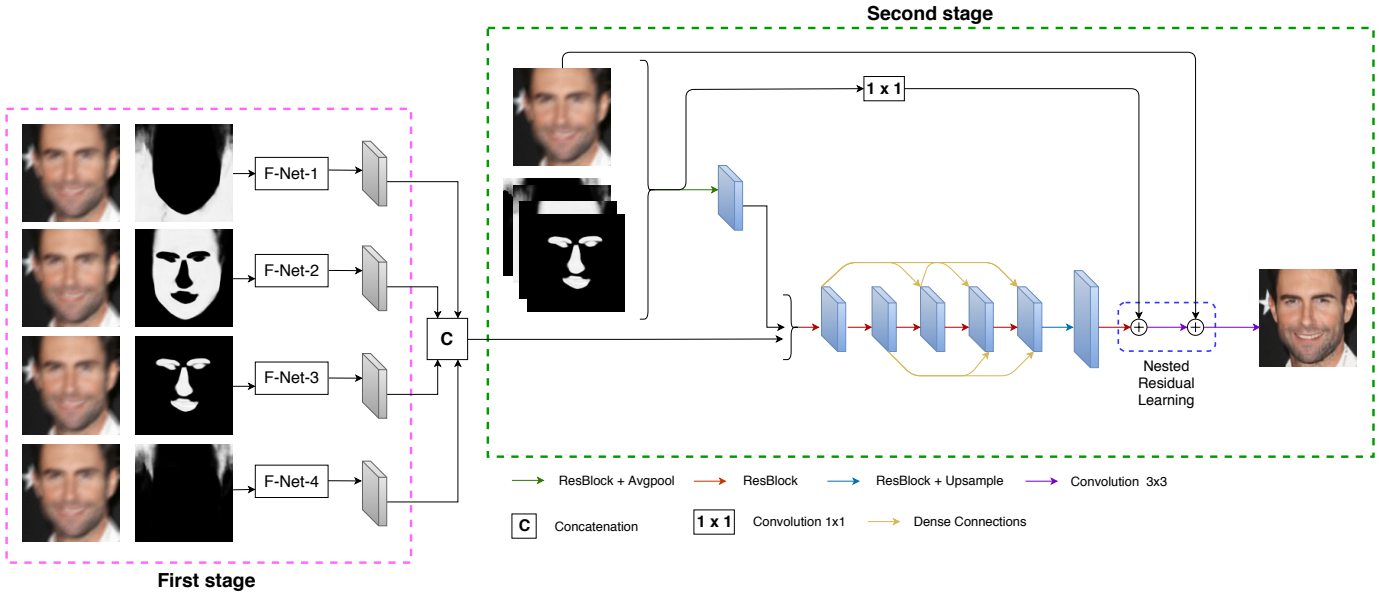 Second stage
1 x 1
F-Net-1
F-Net-2
C
F-Net-3
Nested
Residual
Learning
F-Net-4
ResBlock + Avgpool
ResBlock
ResBlock + Upsample
Convolution 3x3
C
Concatenation
1 x 1
Convolution 1x1
Dense Connections
First stage